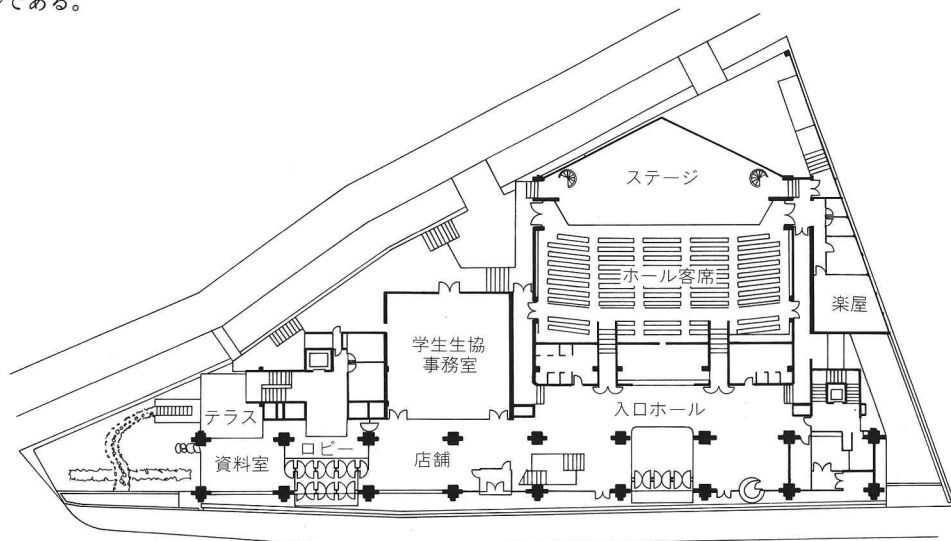 である。
ステージ
ホール客席
楽屋
学生生協
事務室
入口ホール
テラス
ロビー
店舗
資料室